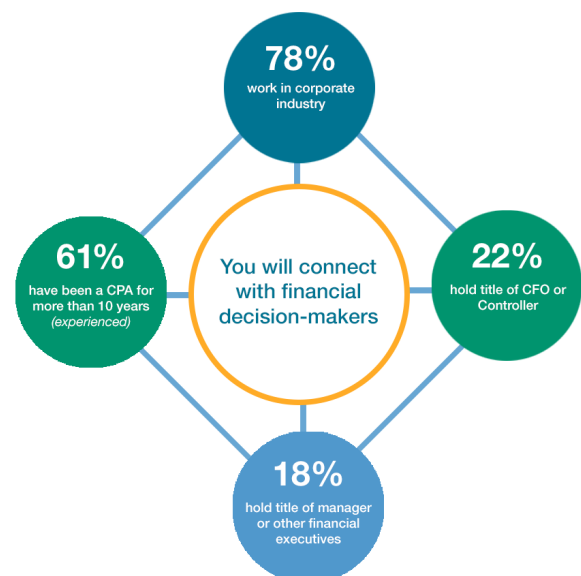 78%
work in corporate
industry
61%
have been a CPA for
more than 10 years
(experienced)
You will connect
with financial
decision-makers
22%
hold title of CFO or
Controller
18%
hold title of manager
or other financial
executives